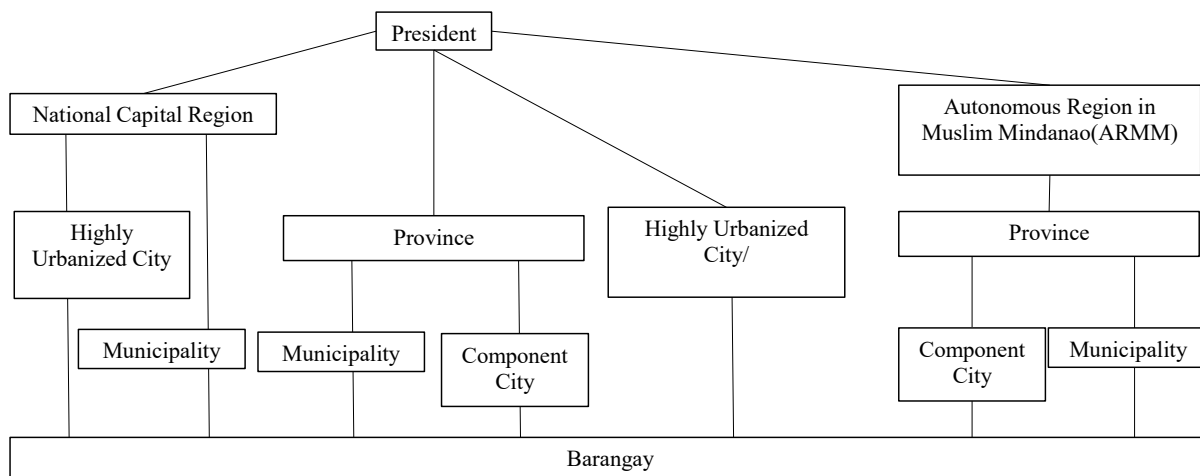 President
National Capital Region
Autonomous Region in
Muslim Mindanao(ARMM)
Highly
Urbanized City
Province
Highly Urbanized
City/
Province
Municipality
Municipality
Component
City
Component
City
Municipality
Barangay